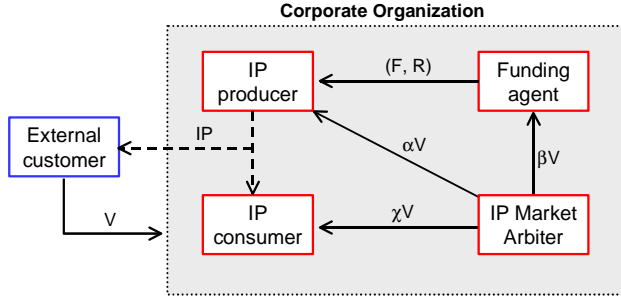 Corporate Organization
IP
producer
(F, R)
Funding
agent
External
customer
IP
αV
βV
V
IP
consumer
χV
IP Market
Arbiter